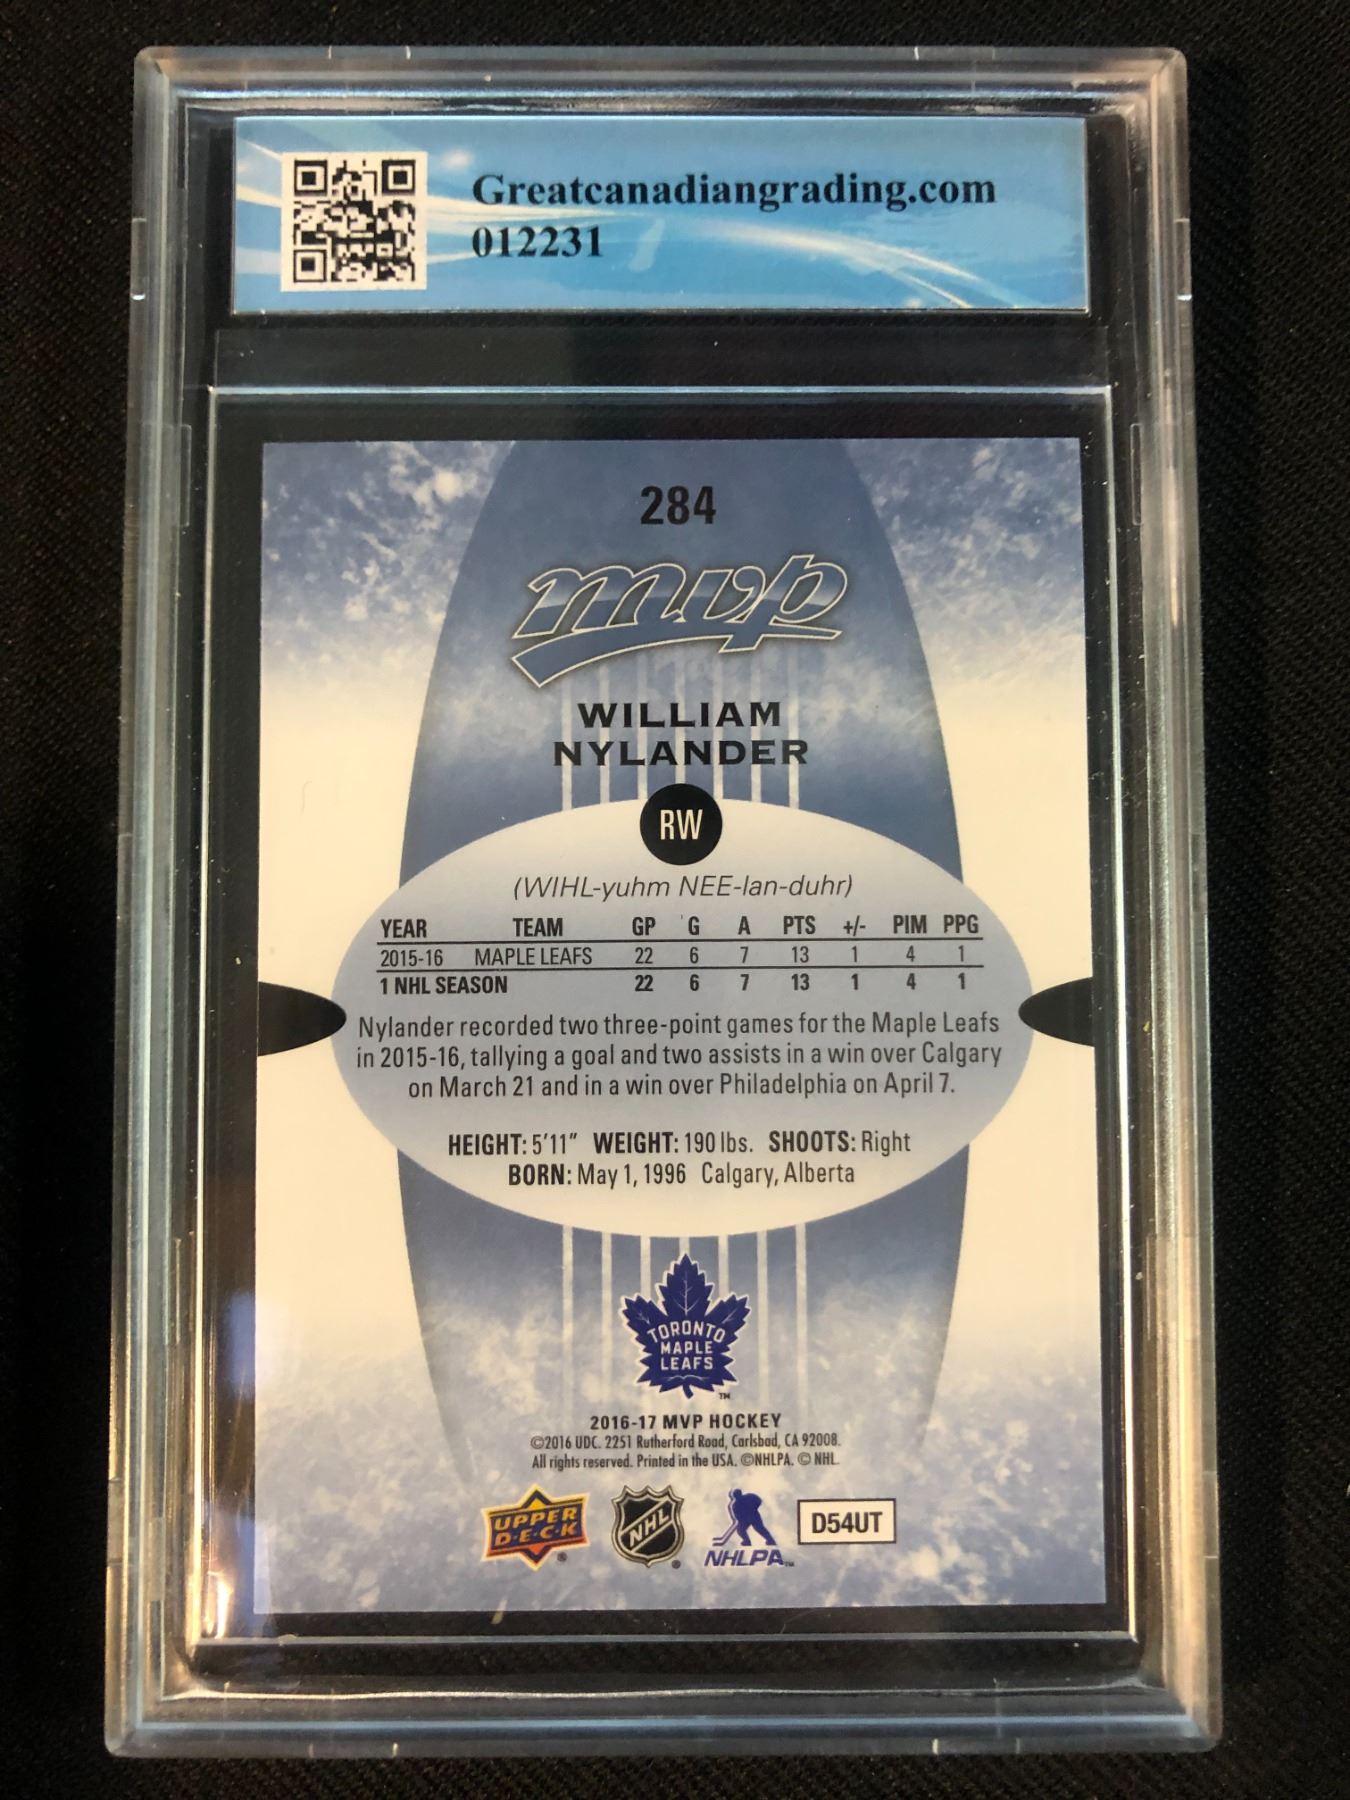 Greatcanadiangrading.com
012231
284
mvp
WILLIAM
NYLANDER
RW
(WIHL-yuhm NEE-lan-duhr)
YEAR TEAM GP G A PTS +/- PIM PPG
2015-16 MAPLE LEAFS 22 6 7 13 1 4 1
1 NHL SEASON 22 6 7 13 1 4 1
Nylander recorded two three-point games for the Maple Leafs
in 2015-16, tallying a goal and two assists in a win over Calgary
on March 21 and in a win over Philadelphia on April 7.
HEIGHT: 5'11" WEIGHT: 190 lbs. SHOOTS: Right
BORN: May 1, 1996 Calgary, Alberta
TORONTO
MAPLE
LEAFS
TM
2016-17 MVP HOCKEY
©2016 UDC. 2251 Rutherford Road, Carlsbad, CA 92008.
All rights reserved. Printed in the USA. ©NHLPA. © NHL.
UPPER
D·E·C·K
®
NHL
®
NHLPA
TM
D54UT